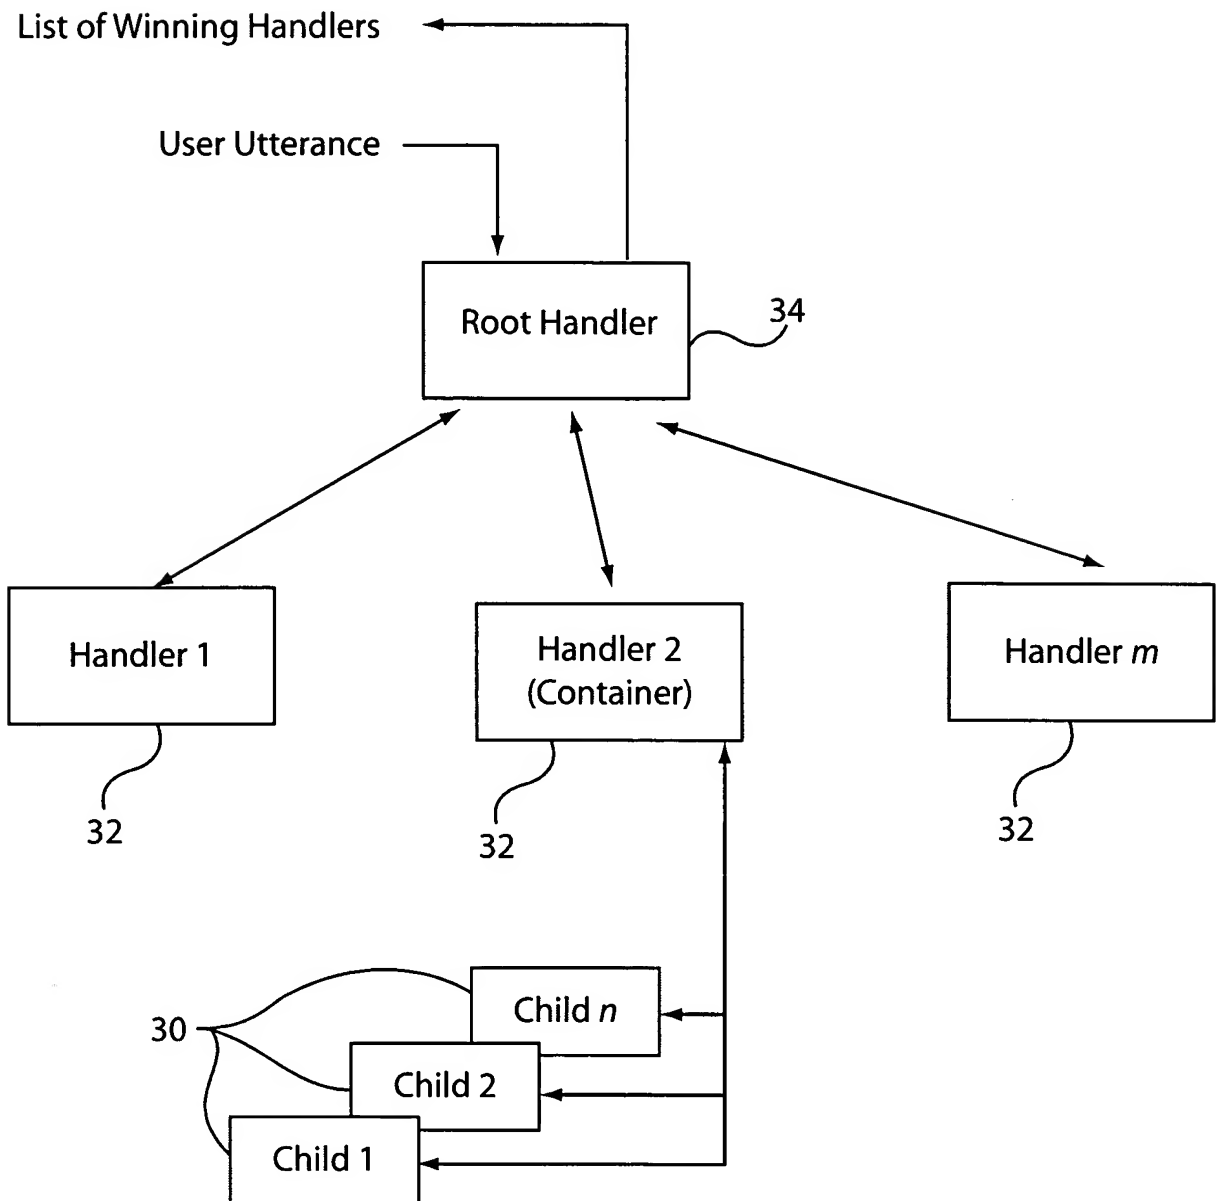 List of Winning Handlers
User Utterance
Root Handler
34
Handler 1
Handler 2
(Container)
Handler m
32
32
32
30
Child n
Child 2
Child 1